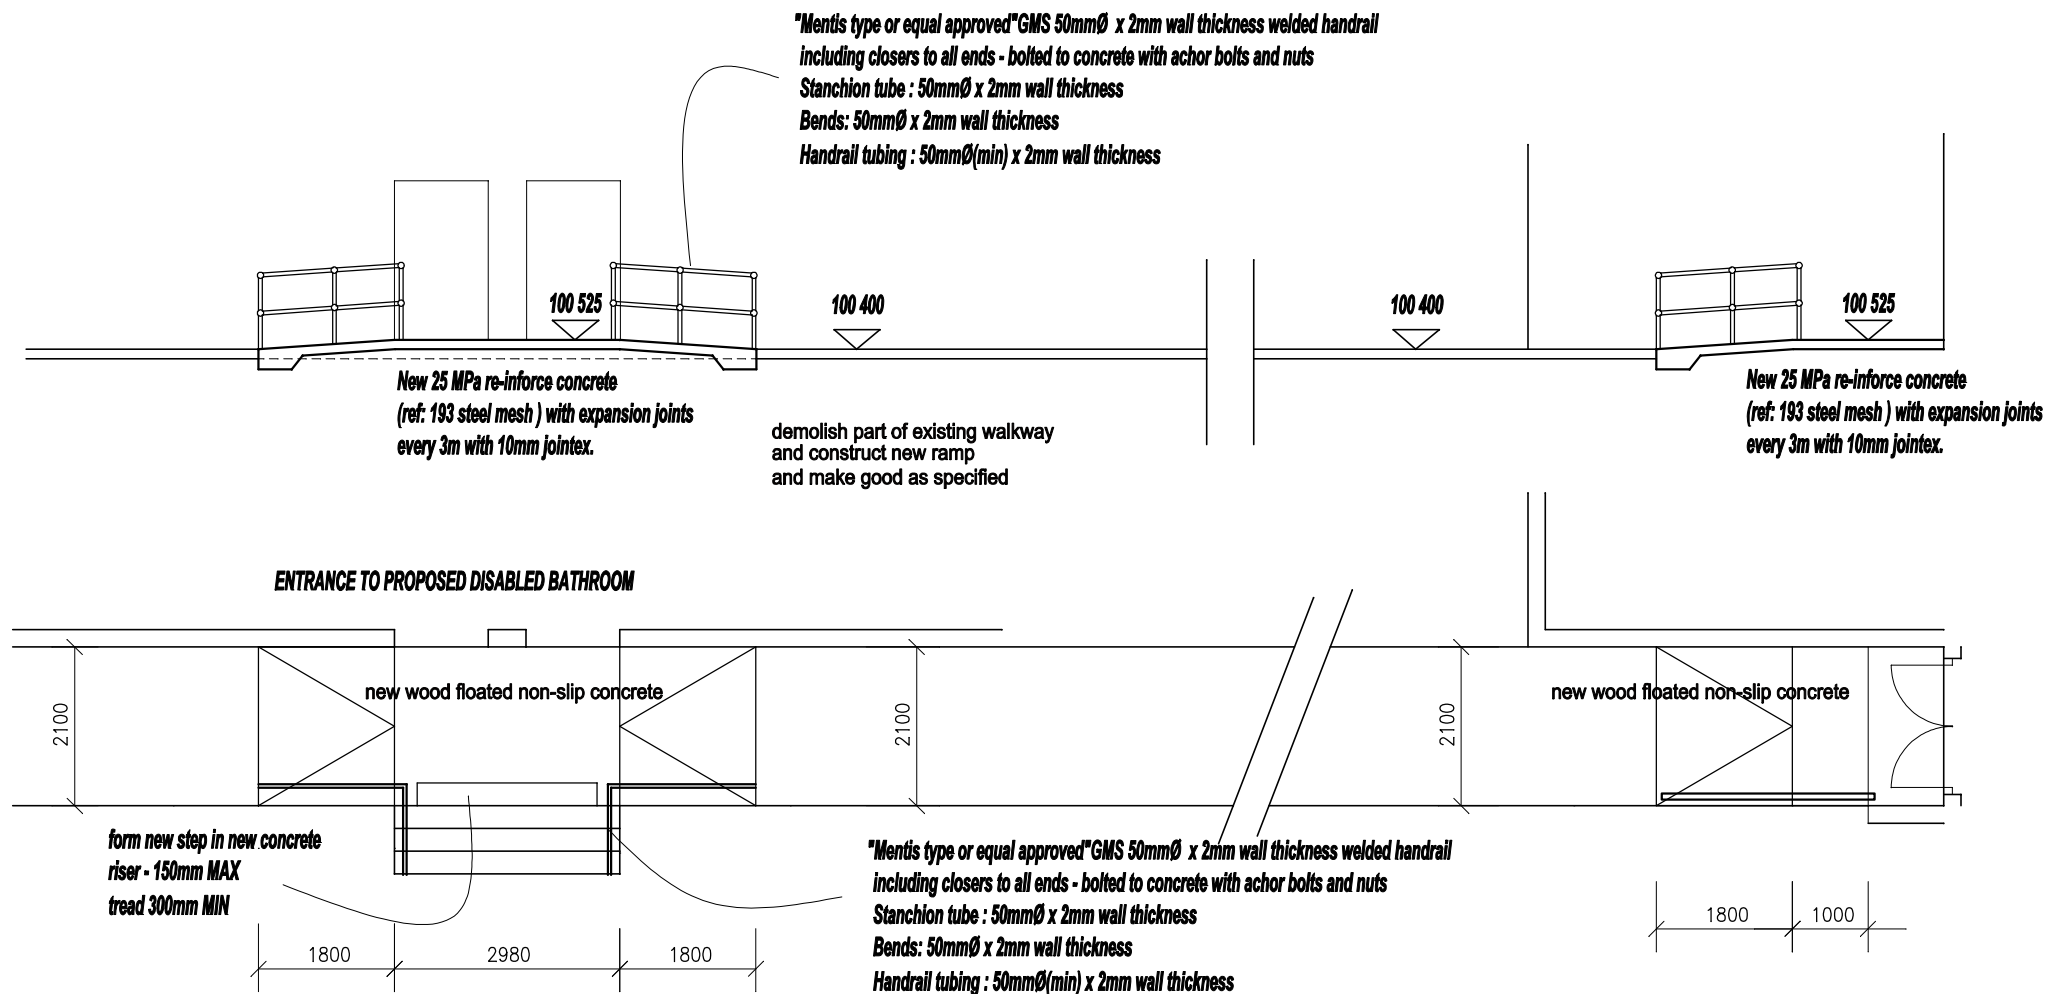 "Mentis type or equal approved"GMS 50mmØ x 2mm wall thickness welded handrail
including closers to all ends - bolted to concrete with achor bolts and nuts
Stanchion tube : 50mmØ x 2mm wall thickness
Bends: 50mmØ x 2mm wall thickness
Handrail tubing : 50mmØ(min) x 2mm wall thickness
100 525
100 400
100 400
100 525
New 25 MPa re-inforce concrete
(ref: 193 steel mesh ) with expansion joints
every 3m with 10mm jointex.
demolish part of existing walkway
and construct new ramp
and make good as specified
New 25 MPa re-inforce concrete
(ref: 193 steel mesh ) with expansion joints
every 3m with 10mm jointex.
ENTRANCE TO PROPOSED DISABLED BATHROOM
new wood floated non-slip concrete
new wood floated non-slip concrete
2100
2100
2100
form new step in new concrete
riser - 150mm MAX
tread 300mm MIN
"Mentis type or equal approved"GMS 50mmØ x 2mm wall thickness welded handrail
including closers to all ends - bolted to concrete with achor bolts and nuts
Stanchion tube : 50mmØ x 2mm wall thickness
Bends: 50mmØ x 2mm wall thickness
Handrail tubing : 50mmØ(min) x 2mm wall thickness
1800
2980
1800
1800
1000